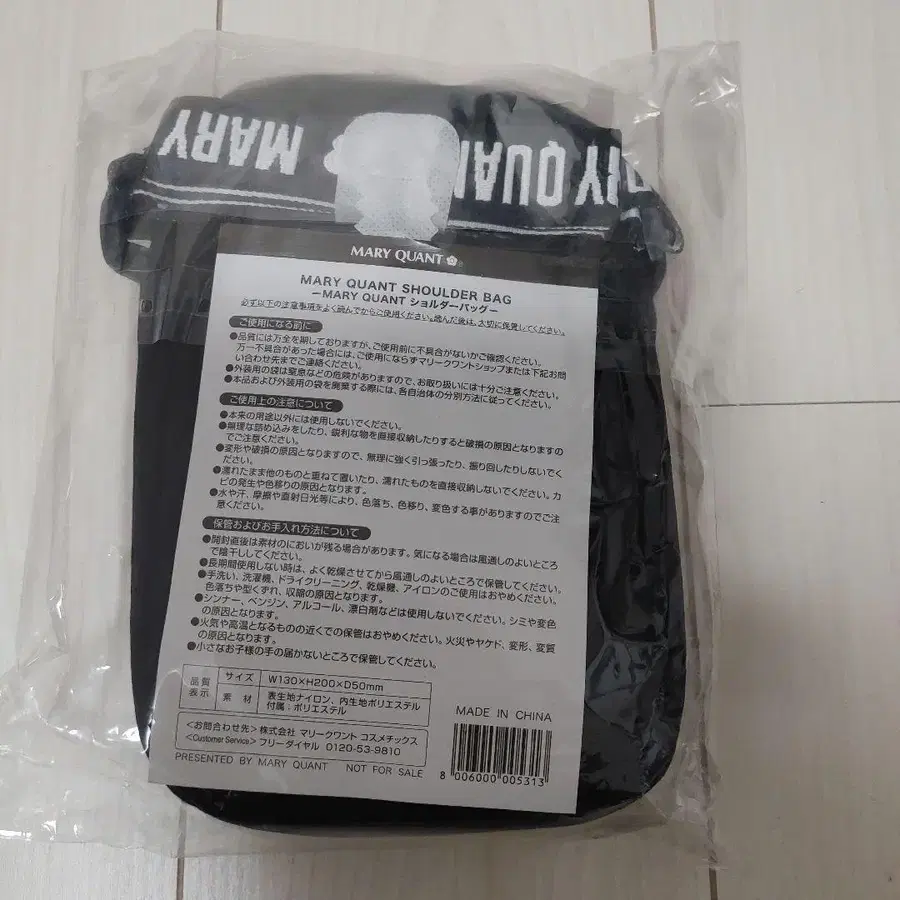 MARY QUANT
RY QUANT
MARY QUANT
MARY QUANT SHOULDER BAG
ーMARY QUANT ショルダーバッグー
必ず以下の注意事項をよく読んでからご使用ください。読んだ後は、大切に保管してください。
ご使用になる前に
●品質には万全を期しておりますが、ご使用前に不具合がないかご確認ください。
万一不具合があった場合には、ご使用にならずマリークワントショップまたは下記お問
い合わせ先までご連絡ください。
●外装用の袋は窒息などの危険がありますので、お取り扱いには十分ご注意ください。
●本品および外装用の袋を廃棄する際には、各自治体の分別方法に従ってください。
ご使用上の注意について
●本来の用途以外には使用しないでください。
●無理な詰め込みをしたり、鋭利な物を直接収納したりすると破損の原因となりますの
でご注意ください。
●変形や破損の原因となりますので、無理に強く引っ張ったり、振り回したりしないでく
ださい。
●濡れたまま他のものと重ねて置いたり、濡れたものを直接収納しないでください。カ
ビの発生や色移りの原因となります。
●水や汗、摩擦や直射日光等により、色落ち、色移り、変色する事がありますのでご注
意ください。
保管およびお手入れ方法について
●開封直後は素材のにおいが残る場合があります。気になる場合は風通しのよいところ
で陰干ししてください。
●長期間使用しない時は、よく乾燥させてから風通しのよいところで保管してください。
●手洗い、洗濯機、ドライクリーニング、乾燥機、アイロンのご使用はおやめください。
色落ちや型くずれ、収縮の原因となります。
●シンナー、ベンジン、アルコール、漂白剤などは使用しないでください。シミや変色
の原因となります。
●火気や高温となるものの近くでの保管はおやめください。火災やヤケド、変形、変質
の原因となります。
●小さなお子様の手の届かないところで保管してください。
品質表示 サイズ W130×H200×D50mm
素材 表生地ナイロン、内生地ポリエステル
付属：ポリエステル
<お問合わせ先> 株式会社 マリークワント コスメチックス
<Customer Service> フリーダイヤル 0120-53-9810
PRESENTED BY MARY QUANT NOT FOR SALE
MADE IN CHINA
8 006000 005313